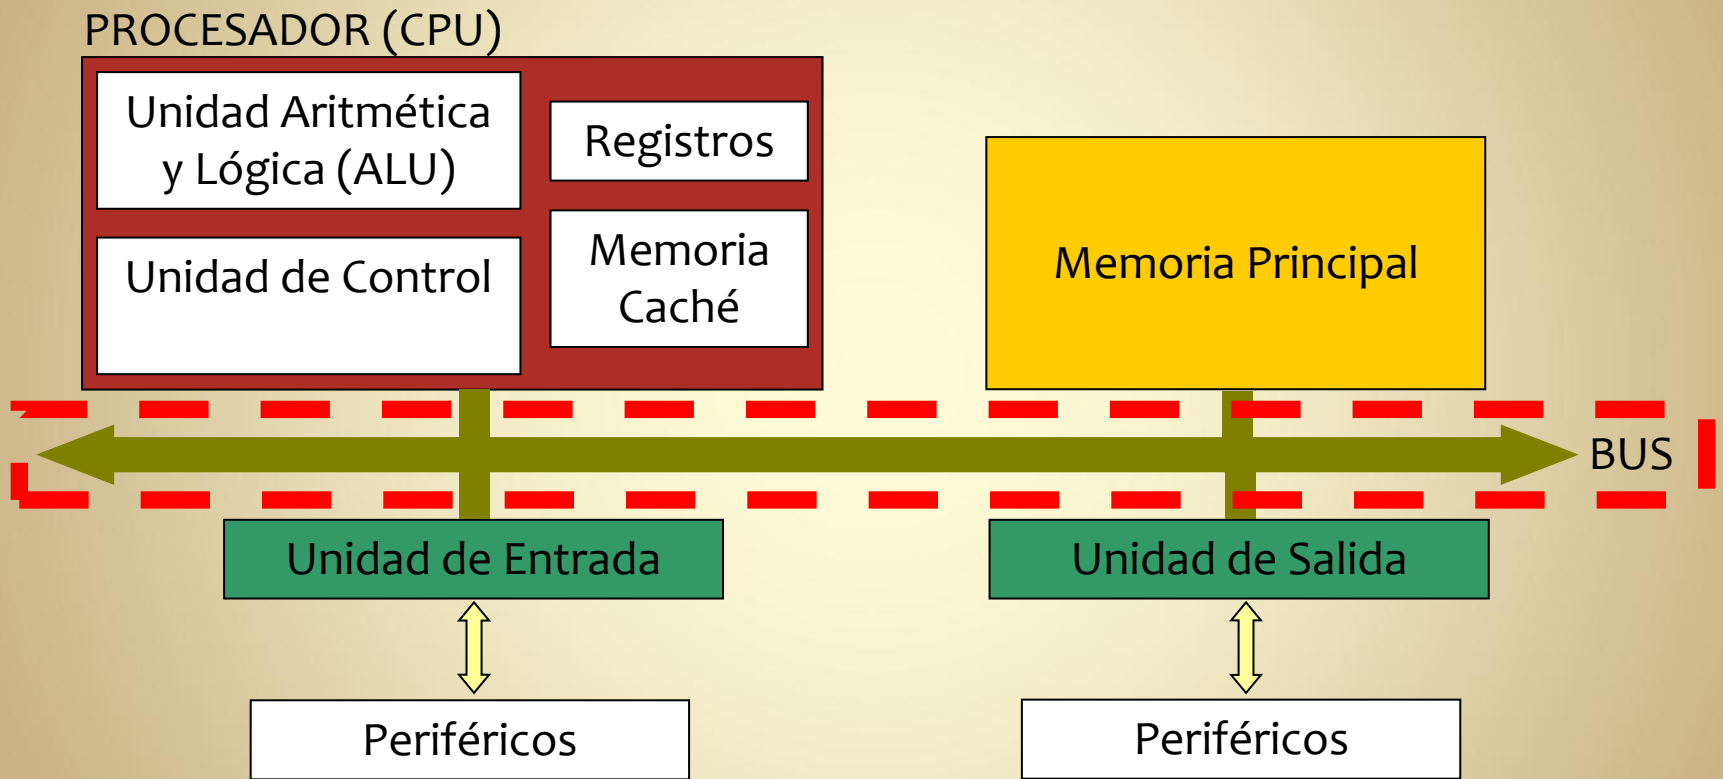 PROCESADOR (CPU)
Unidad Aritmética
y Lógica (ALU)
Registros
Unidad de Control
Memoria
Caché
Memoria Principal
BUS
Unidad de Entrada
Unidad de Salida
Periféricos
Periféricos